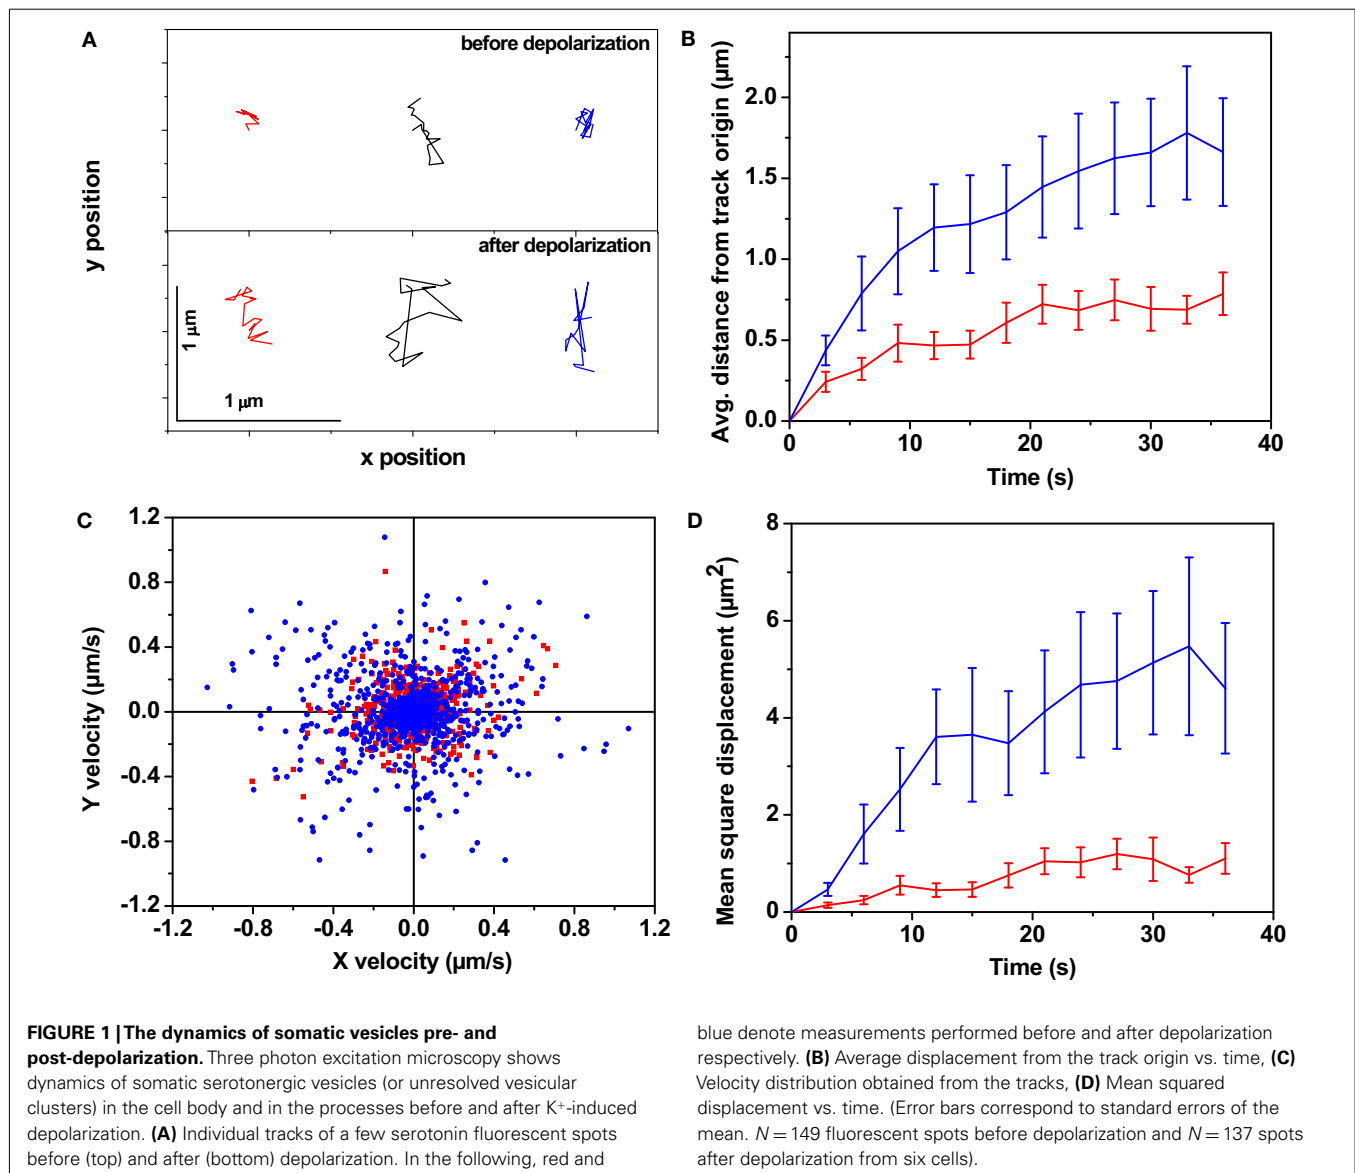 A
before depolarization
after depolarization
y position
1 µm
1 µm
x position
B
Avg. distance from track origin (µm)
2.0
1.5
1.0
0.5
0.0
0 10 20 30 40
Time (s)
C
Y velocity (µm/s)
1.2
0.8
0.4
0.0
-0.4
-0.8
-1.2
-1.2 -0.8 -0.4 0.0 0.4 0.8 1.2
X velocity (µm/s)
D
Mean square displacement (µm²)
8
6
4
2
0
0 10 20 30 40
Time (s)
FIGURE 1 | The dynamics of somatic vesicles pre- and
post-depolarization. Three photon excitation microscopy shows
dynamics of somatic serotonergic vesicles (or unresolved vesicular
clusters) in the cell body and in the processes before and after K⁺-induced
depolarization. (A) Individual tracks of a few serotonin fluorescent spots
before (top) and after (bottom) depolarization. In the following, red and
blue denote measurements performed before and after depolarization
respectively. (B) Average displacement from the track origin vs. time, (C)
Velocity distribution obtained from the tracks, (D) Mean squared
displacement vs. time. (Error bars correspond to standard errors of the
mean. N = 149 fluorescent spots before depolarization and N = 137 spots
after depolarization from six cells).